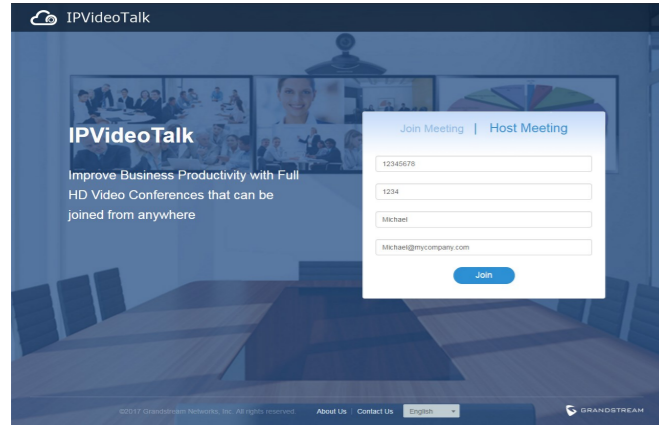 IPVideoTalk
IPVideoTalk
Improve Business Productivity with Full
HD Video Conferences that can be
joined from anywhere
Join Meeting | Host Meeting
12345678
1234
Michael
Michael@mycompany.com
Join
©2017 Grandstream Networks, Inc. All rights reserved. About Us | Contact Us English
GRANDSTREAM